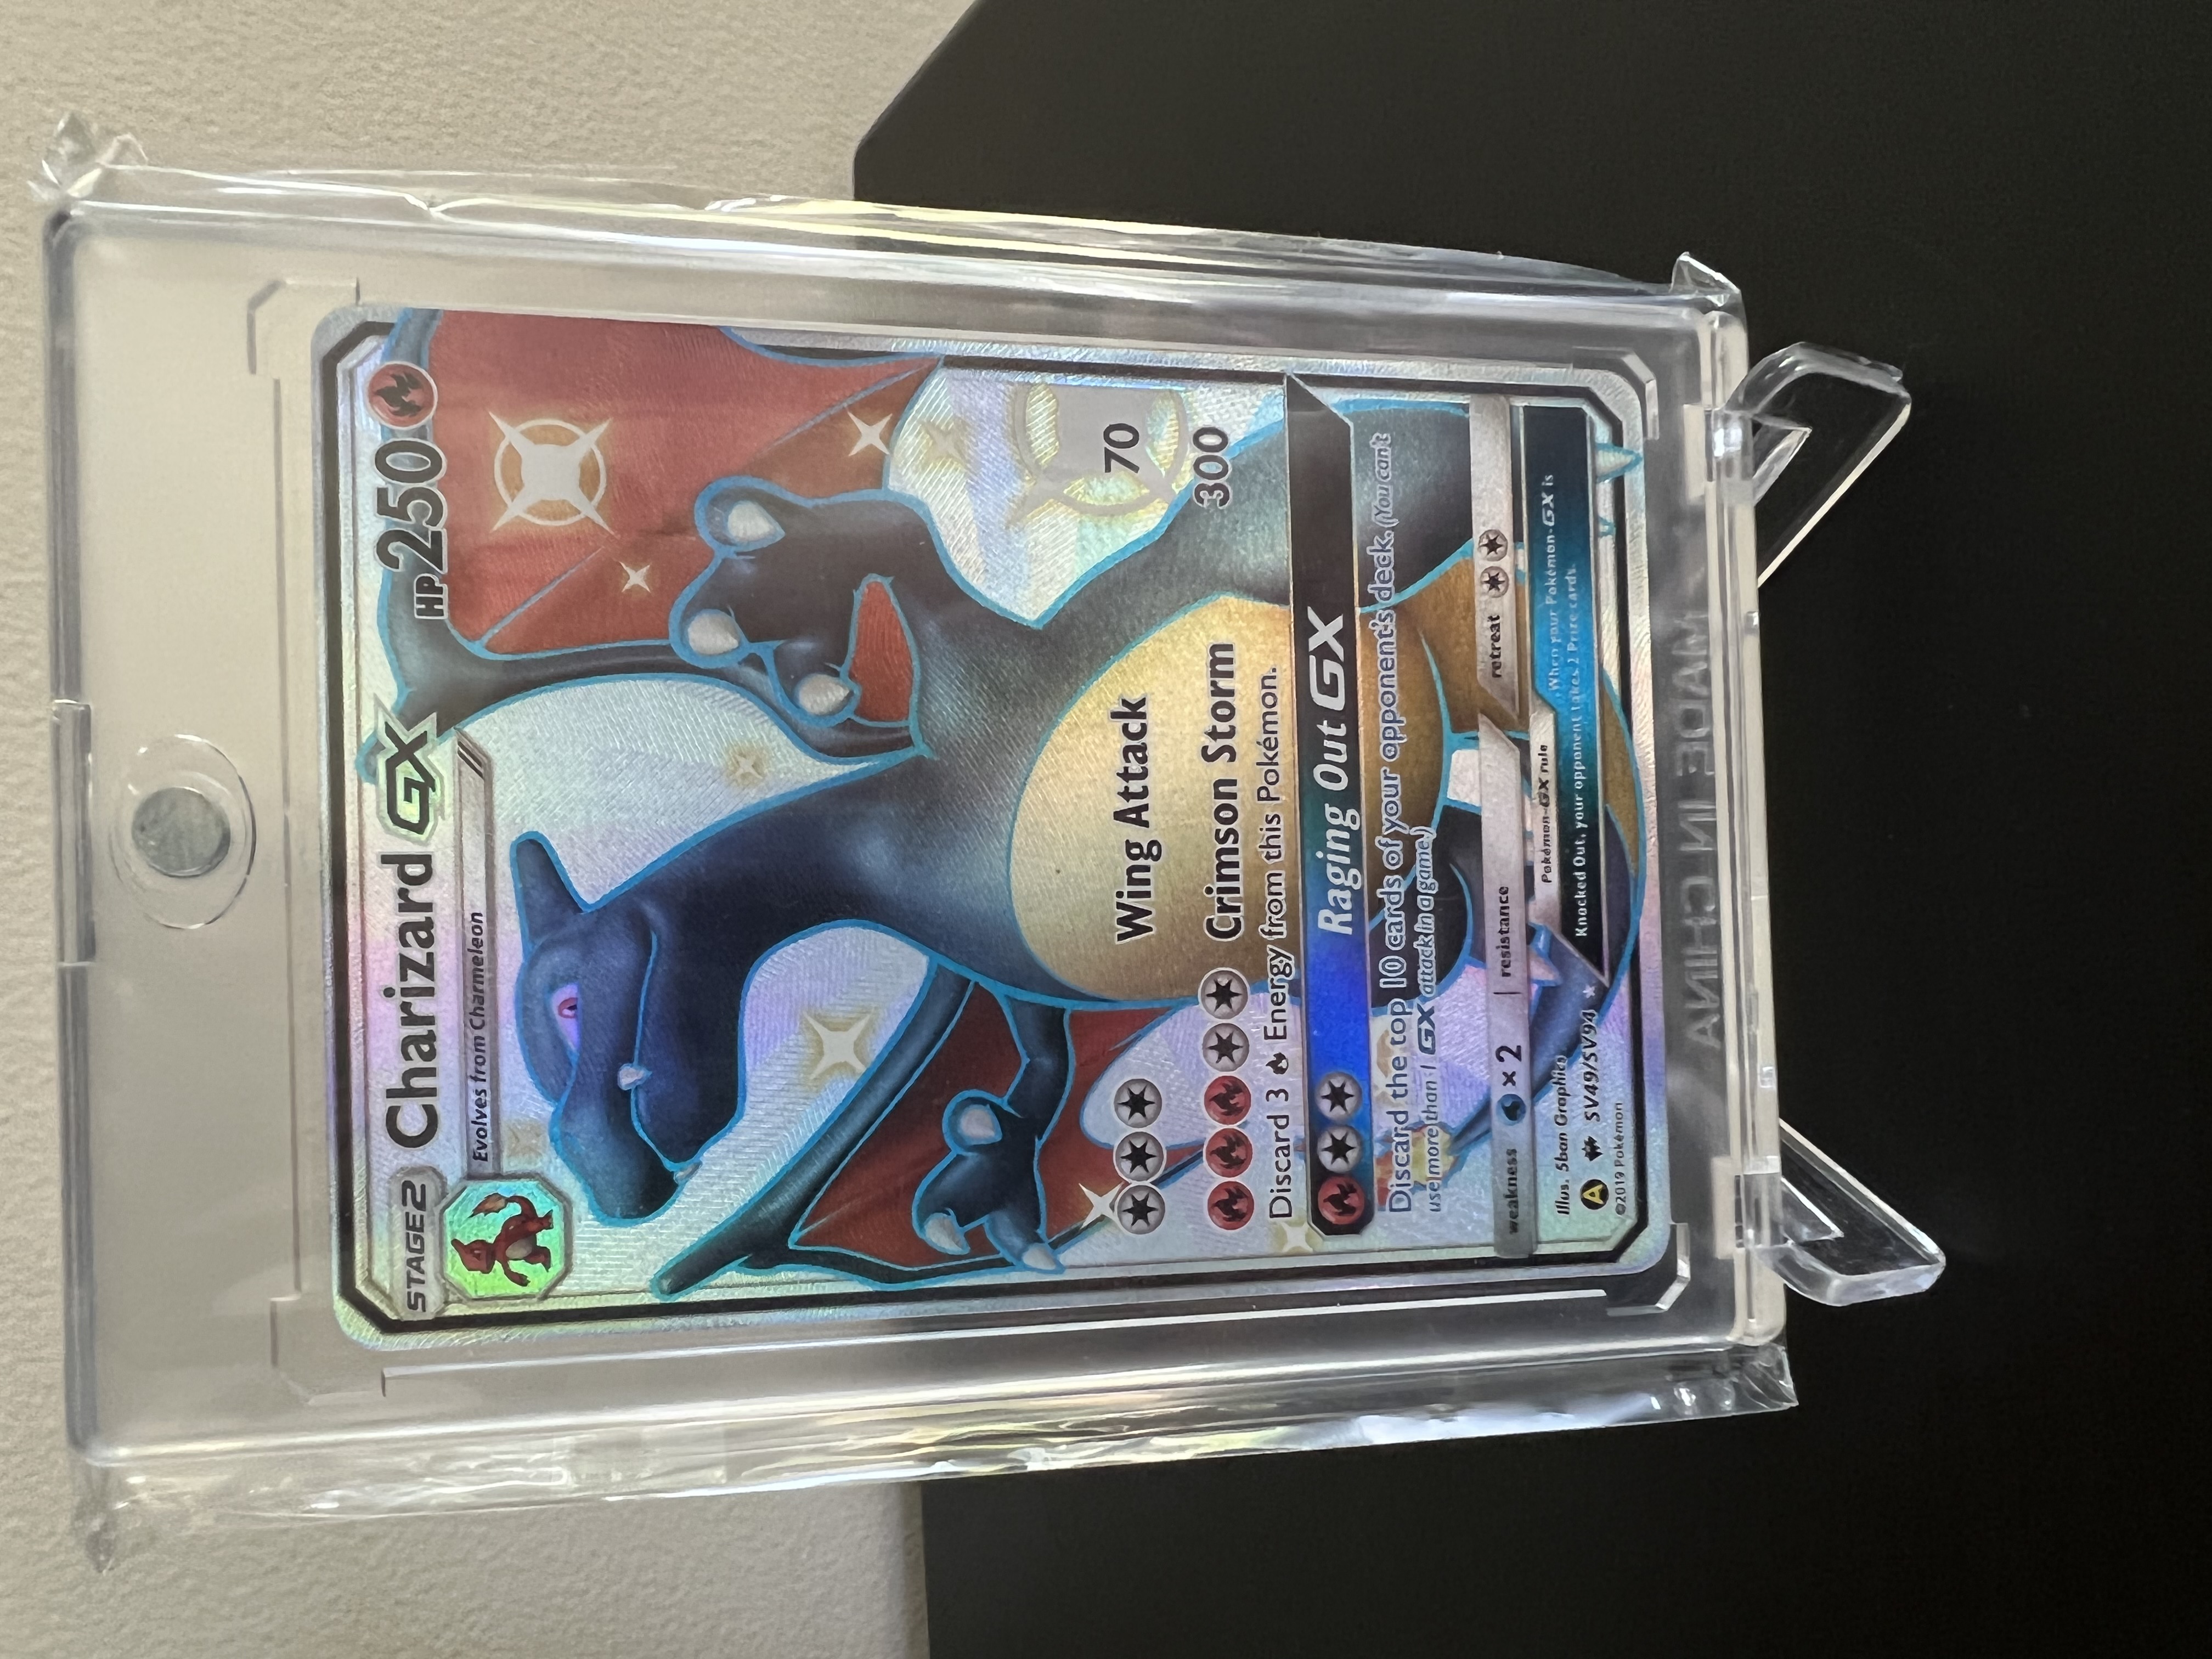 STAGE2 Charizard GX HP250
Evolves from Charmeleon
Wing Attack 70
Crimson Storm 300
Discard 3 Energy from this Pokémon.
Raging Out GX
Discard the top 10 cards of your opponent's deck. (You can't
use more than 1 GX attack in a game.)
weakness ×2 resistance retreat
Pokémon-GX rule When your Pokémon-GX is
Knocked Out, your opponent takes 2 Prize cards.
Illus. 5ban Graphics
A SV49/SV94
©2019 Pokémon
MADE IN CHINA